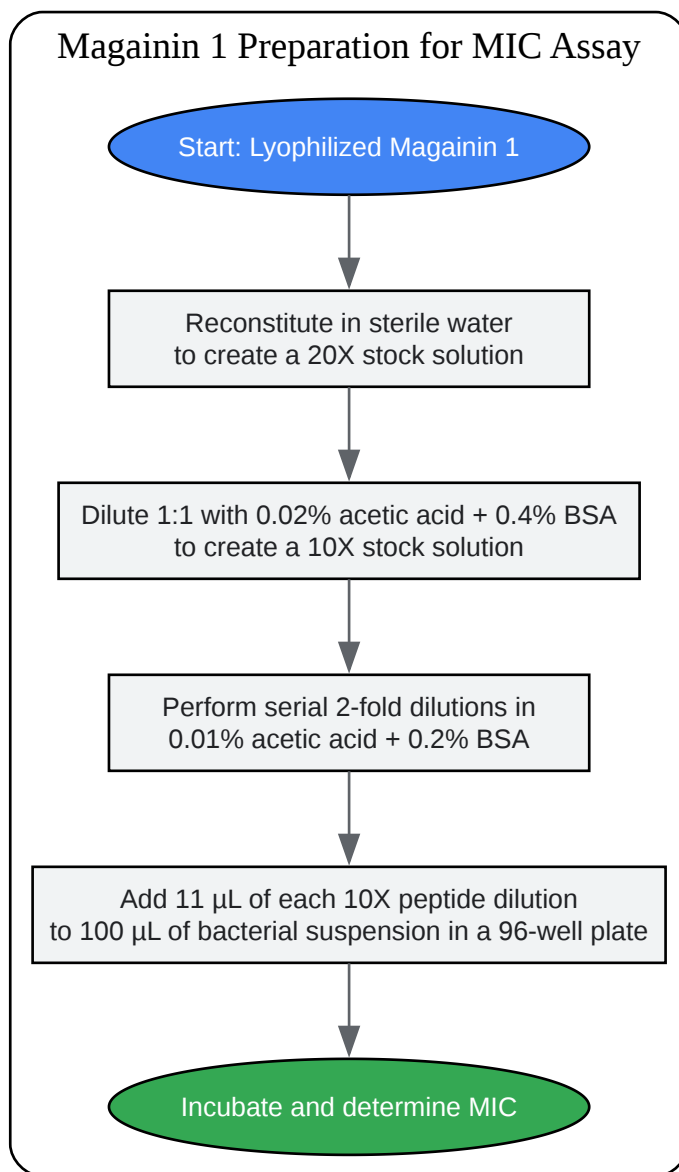 Magainin 1 Preparation for MIC Assay
Start: Lyophilized Magainin 1
Reconstitute in sterile water
to create a 20X stock solution
Dilute 1:1 with 0.02% acetic acid + 0.4% BSA
to create a 10X stock solution
Perform serial 2-fold dilutions in
0.01% acetic acid + 0.2% BSA
Add 11 µL of each 10X peptide dilution
to 100 µL of bacterial suspension in a 96-well plate
Incubate and determine MIC